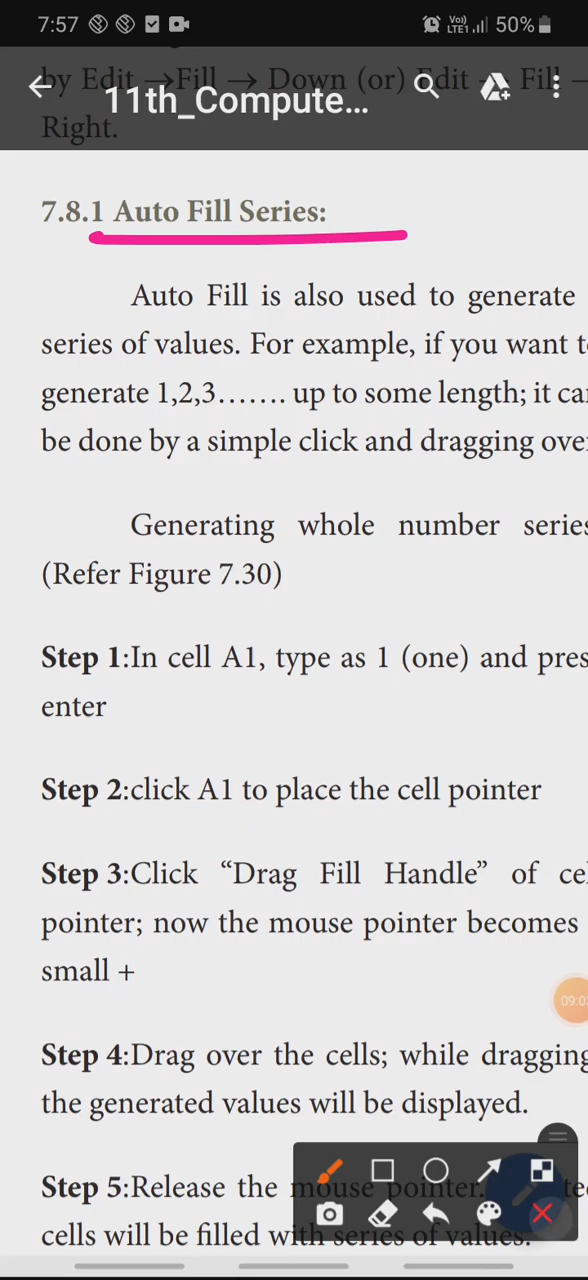 7:57 50%
by Edit → Fill → Down (or) Edit → Fill
11th_Compute...
Right.
7.8.1 Auto Fill Series:
Auto Fill is also used to generate
series of values. For example, if you want
generate 1,2,3....... up to some length; it
be done by a simple click and dragging
Generating whole number
(Refer Figure 7.30)
Step 1:In cell A1, type as 1 (one) and
enter
Step 2:click A1 to place the cell pointer
Step 3:Click “Drag Fill Handle” of
pointer; now the mouse pointer becomes
small +
09:0
Step 4:Drag over the cells; while dragging
the generated values will be displayed.
Step 5:Release the mouse pointer.
cells will be filled with series of values.